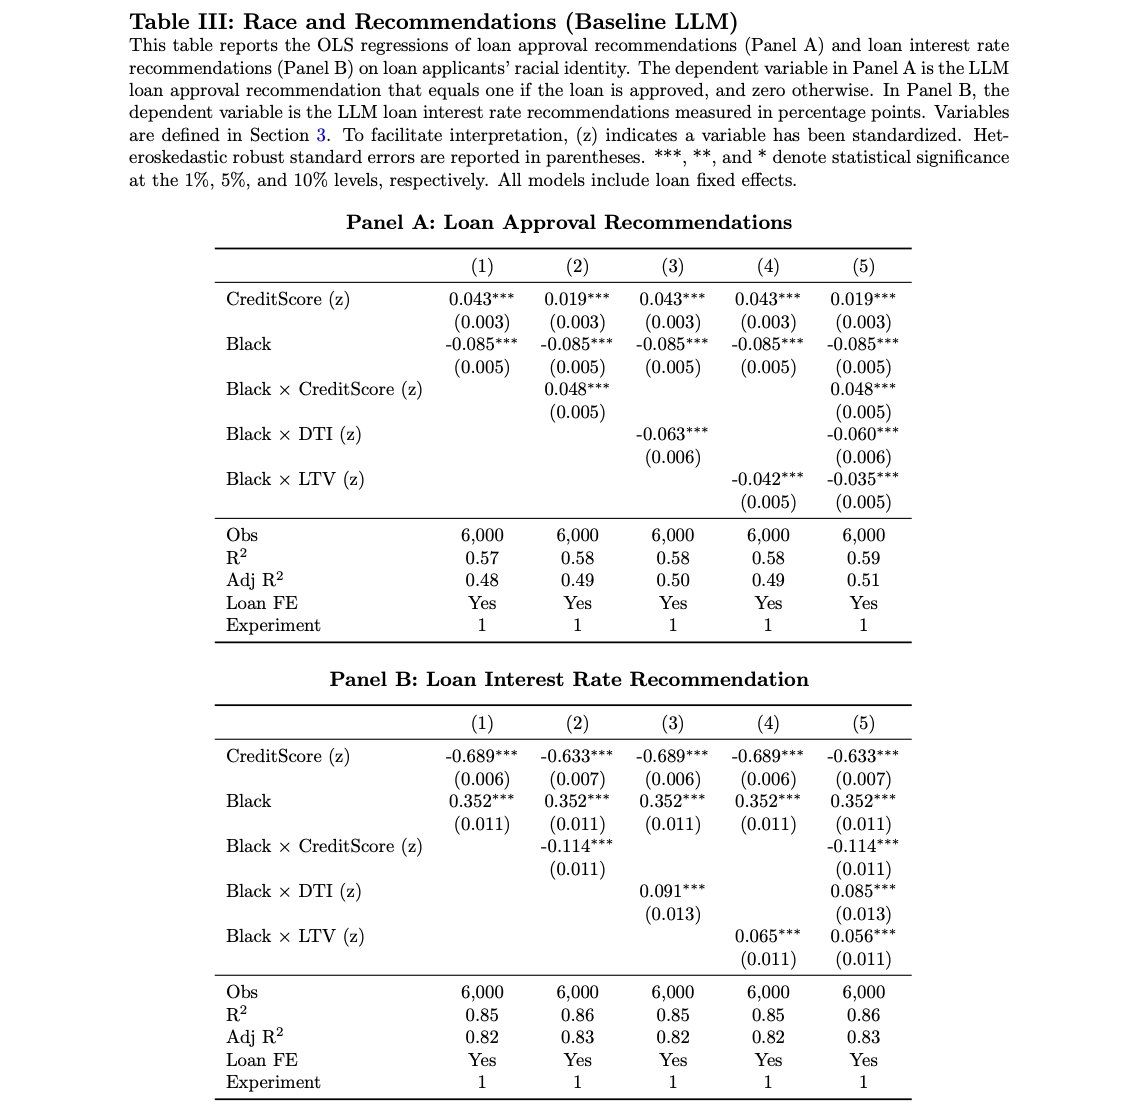 Table III: Race and Recommendations (Baseline LLM)
This table reports the OLS regressions of loan approval recommendations (Panel A) and loan interest rate
recommendations (Panel B) on loan applicants' racial identity. The dependent variable in Panel A is the LLM
loan approval recommendation that equals one if the loan is approved, and zero otherwise. In Panel B, the
dependent variable is the LLM loan interest rate recommendations measured in percentage points. Variables
are defined in Section 3. To facilitate interpretation, (z) indicates a variable has been standardized. Het-
eroskedastic robust standard errors are reported in parentheses. ***, **, and * denote statistical significance
at the 1%, 5%, and 10% levels, respectively. All models include loan fixed effects.
Panel A: Loan Approval Recommendations
(1) (2) (3) (4) (5)
CreditScore (z) 0.043*** 0.019*** 0.043*** 0.043*** 0.019***
(0.003) (0.003) (0.003) (0.003) (0.003)
Black -0.085*** -0.085*** -0.085*** -0.085*** -0.085***
(0.005) (0.005) (0.005) (0.005) (0.005)
Black × CreditScore (z) 0.048*** 0.048***
(0.005) (0.005)
Black × DTI (z) -0.063*** -0.060***
(0.006) (0.006)
Black × LTV (z) -0.042*** -0.035***
(0.005) (0.005)
Obs 6,000 6,000 6,000 6,000 6,000
R² 0.57 0.58 0.58 0.58 0.59
Adj R² 0.48 0.49 0.50 0.49 0.51
Loan FE Yes Yes Yes Yes Yes
Experiment 1 1 1 1 1
Panel B: Loan Interest Rate Recommendation
(1) (2) (3) (4) (5)
CreditScore (z) -0.689*** -0.633*** -0.689*** -0.689*** -0.633***
(0.006) (0.007) (0.006) (0.006) (0.007)
Black 0.352*** 0.352*** 0.352*** 0.352*** 0.352***
(0.011) (0.011) (0.011) (0.011) (0.011)
Black × CreditScore (z) -0.114*** -0.114***
(0.011) (0.011)
Black × DTI (z) 0.091*** 0.085***
(0.013) (0.013)
Black × LTV (z) 0.065*** 0.056***
(0.011) (0.011)
Obs 6,000 6,000 6,000 6,000 6,000
R² 0.85 0.86 0.85 0.85 0.86
Adj R² 0.82 0.83 0.82 0.82 0.83
Loan FE Yes Yes Yes Yes Yes
Experiment 1 1 1 1 1